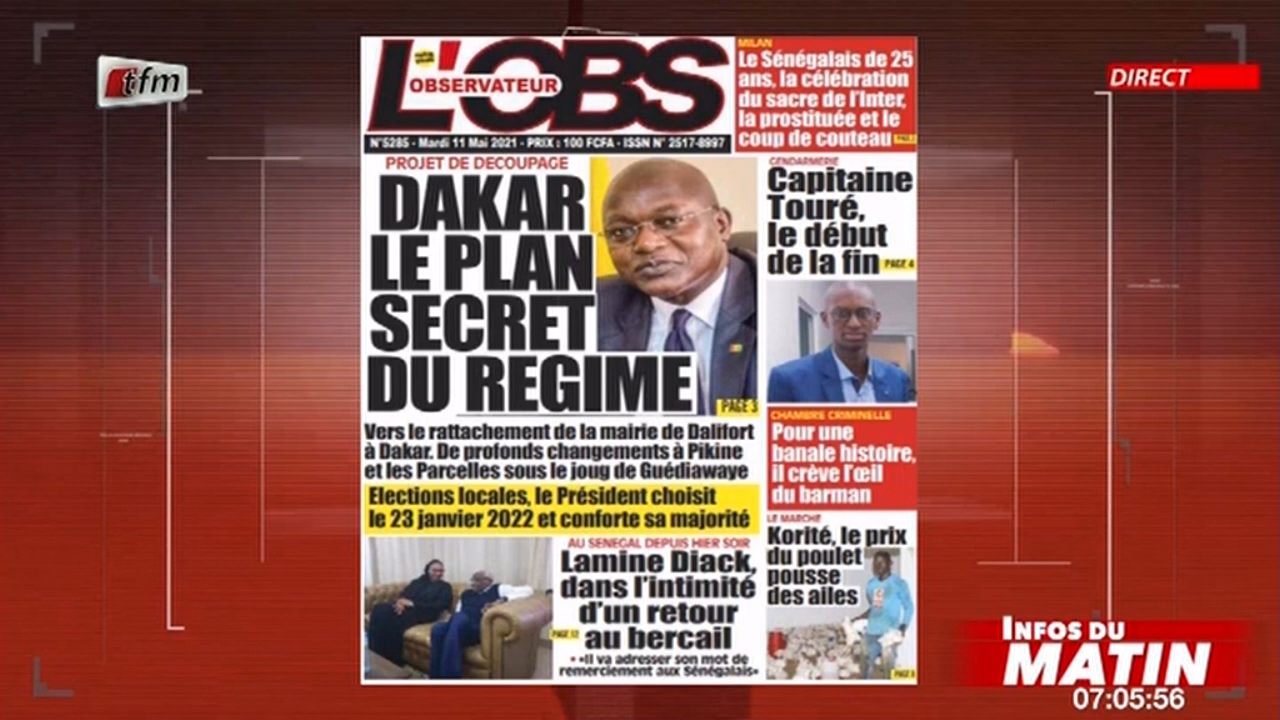 tfm
DIRECT
L'OBS
OBSERVATEUR
N°5285 - Mardi 11 Mai 2021 - PRIX : 100 FCFA - ISSN N° 2517-8997
MILAN
Le Sénégalais de 25
ans, la célébration
du sacre de l'Inter,
la prostituée et le
coup de couteau
PROJET DE DECOUPAGE
DAKAR
LE PLAN
SECRET
DU REGIME
PAGE 3
Vers le rattachement de la mairie de Dalifort
à Dakar. De profonds changements à Pikine
et les Parcelles sous le joug de Guédiawaye
Elections locales, le Président choisit
le 23 janvier 2022 et conforte sa majorité
AU SENEGAL DEPUIS HIER SOIR
Lamine Diack,
dans l'intimité
d'un retour
au bercail
PAGE 12
• «Il va adresser son mot de
remerciement aux Sénégalais»
GENDARMERIE
Capitaine
Touré,
le début
de la fin PAGE 4
CHAMBRE CRIMINELLE
Pour une
banale histoire,
il crève l'œil
du barman
LE MARCHE
Korité, le prix
du poulet
pousse
des ailes
INFOS DU
MATIN
07:05:56